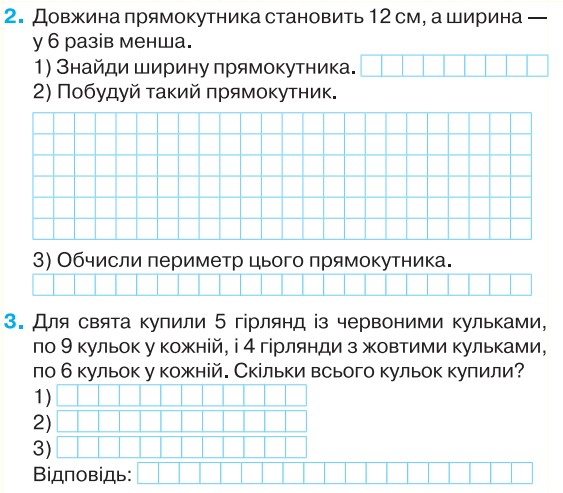 2. Довжина прямокутника становить 12 см, а ширина —
у 6 разів менша.
1) Знайди ширину прямокутника.
2) Побудуй такий прямокутник.
3) Обчисли периметр цього прямокутника.
3. Для свята купили 5 гірлянд із червоними кульками,
по 9 кульок у кожній, і 4 гірлянди з жовтими кульками,
по 6 кульок у кожній. Скільки всього кульок купили?
1)
2)
3)
Відповідь: